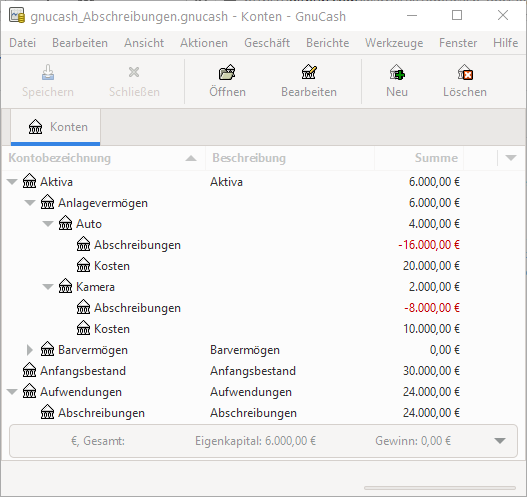 gnucash_Abschreibungen.gnucash - Konten - GnuCash
Datei Bearbeiten Ansicht Aktionen Geschäft Berichte Werkzeuge Fenster Hilfe
Speichern Schließen Öffnen Bearbeiten Neu Löschen
Konten
Kontobezeichnung Beschreibung Summe
Aktiva Aktiva 6.000,00 €
Anlagevermögen 6.000,00 €
Auto 4.000,00 €
Abschreibungen -16.000,00 €
Kosten 20.000,00 €
Kamera 2.000,00 €
Abschreibungen -8.000,00 €
Kosten 10.000,00 €
Barvermögen Barvermögen 0,00 €
Anfangsbestand Anfangsbestand 30.000,00 €
Aufwendungen Aufwendungen 24.000,00 €
Abschreibungen Abschreibungen 24.000,00 €
€, Gesamt: Eigenkapital: 6.000,00 € Gewinn: 0,00 €